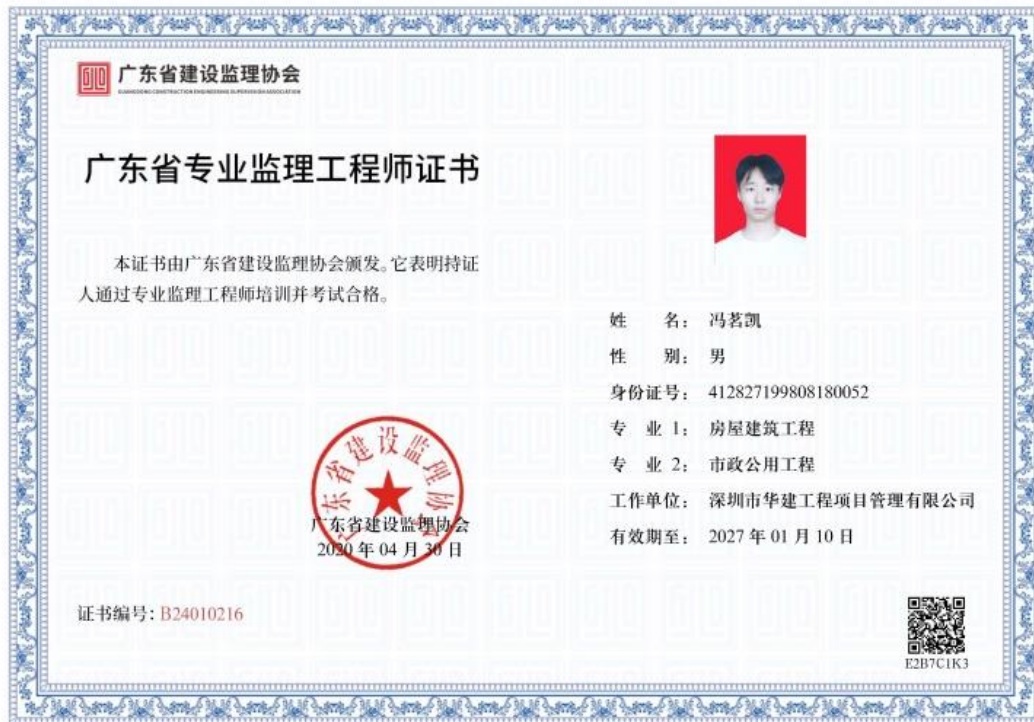 广东省建设监理协会
GUANGDONG CONSTRUCTION ENGINEERING SUPERVISION ASSOCIATION
广东省专业监理工程师证书
本证书由广东省建设监理协会颁发。它表明持证
人通过专业监理工程师培训并考试合格。
姓 名: 冯茗凯
性 别: 男
身份证号: 412827199808180052
专 业 1: 房屋建筑工程
专 业 2: 市政公用工程
工作单位: 深圳市华建工程项目管理有限公司
有效期至: 2027 年 01 月 10 日
广东省建设监理协会
广东省建设监理协会
2020 年 04 月 30 日
证书编号: B24010216
E2B7C1K3